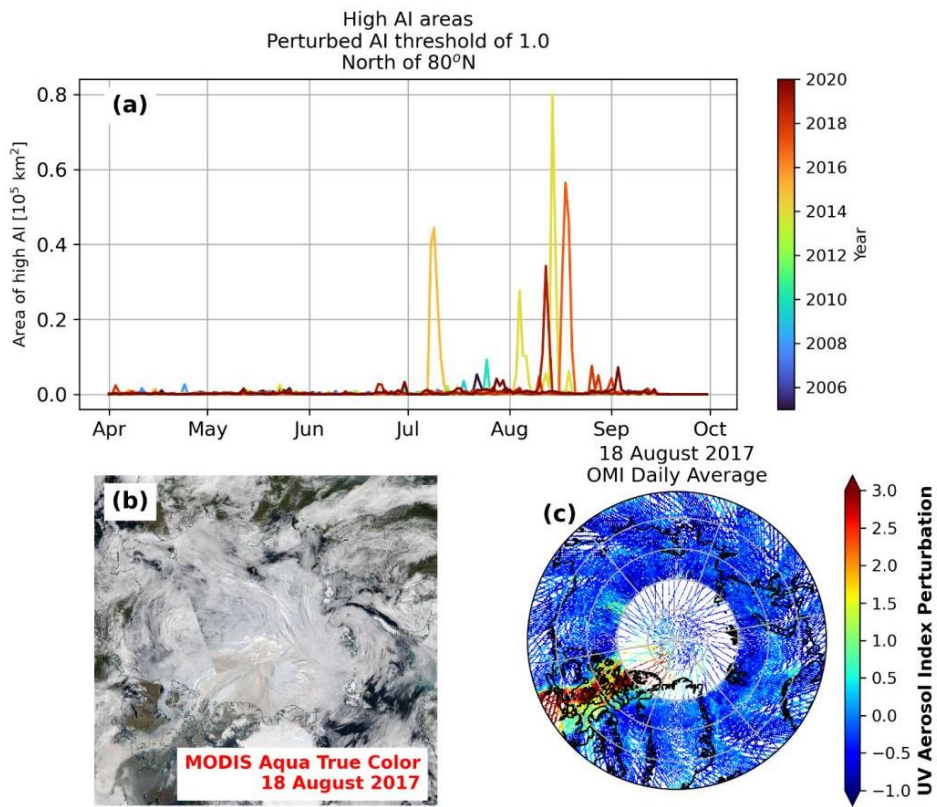 High AI areas
Perturbed AI threshold of 1.0
North of 80°N
(a)
Area of high AI [10⁵ km²]
0.8
0.6
0.4
0.2
0.0
Apr May Jun Jul Aug Sep Oct
2020
2018
2016
2014
2012
2010
2008
2006
Year
(b)
MODIS Aqua True Color
18 August 2017
18 August 2017
OMI Daily Average
(c)
3.0
2.5
2.0
1.5
1.0
0.5
0.0
−0.5
−1.0
UV Aerosol Index Perturbation